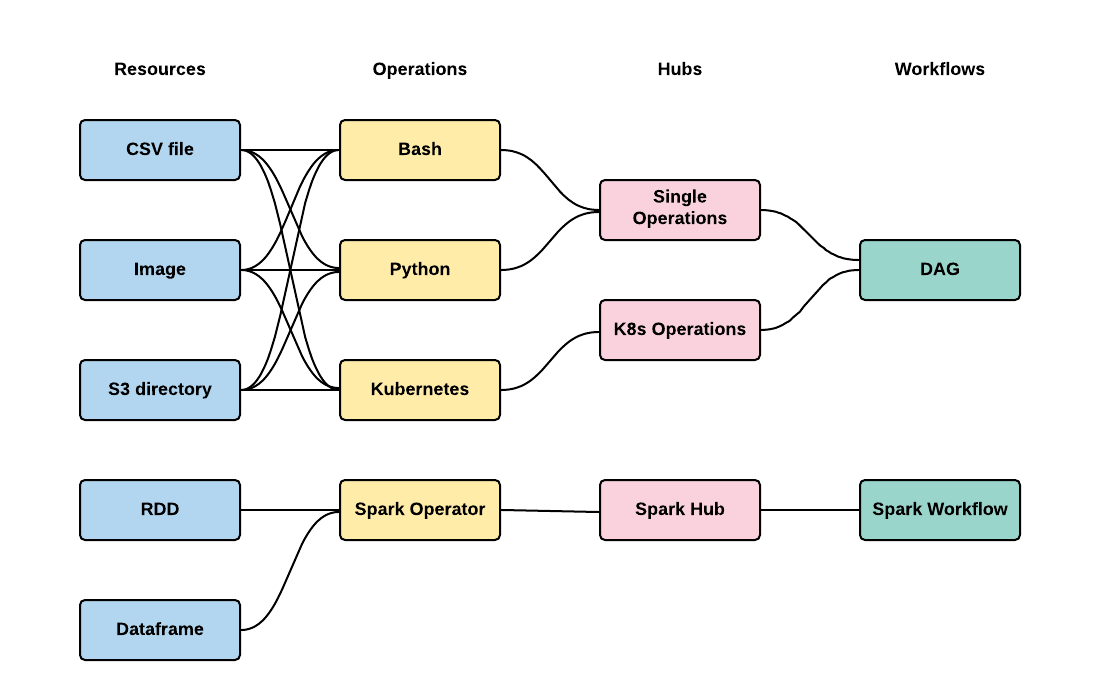 Resources
Operations
Hubs
Workflows
CSV file
Bash
Single
Operations
Image
Python
DAG
K8s Operations
S3 directory
Kubernetes
RDD
Spark Operator
Spark Hub
Spark Workflow
Dataframe